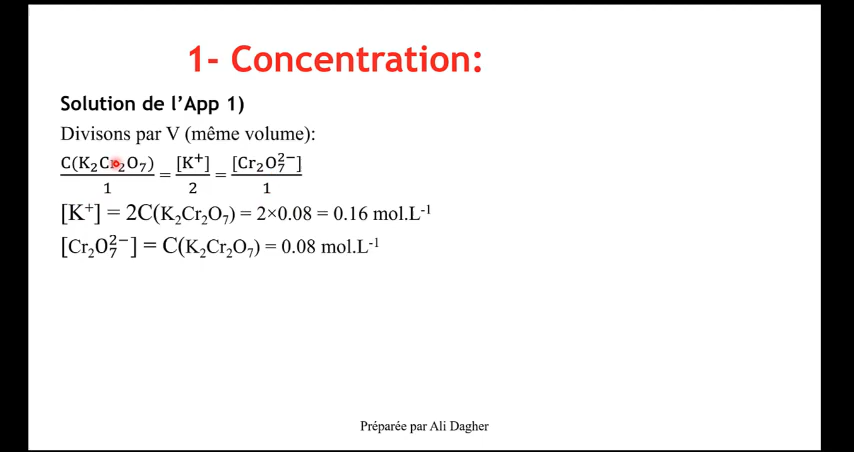 1- Concentration:
Solution de l'App 1)
Divisons par V (même volume):
C(K₂Cr₂O₇)/1 = [K⁺]/2 = [Cr₂O₇²⁻]/1
[K⁺] = 2C(K₂Cr₂O₇) = 2×0.08 = 0.16 mol.L⁻¹
[Cr₂O₇²⁻] = C(K₂Cr₂O₇) = 0.08 mol.L⁻¹
Préparée par Ali Dagher